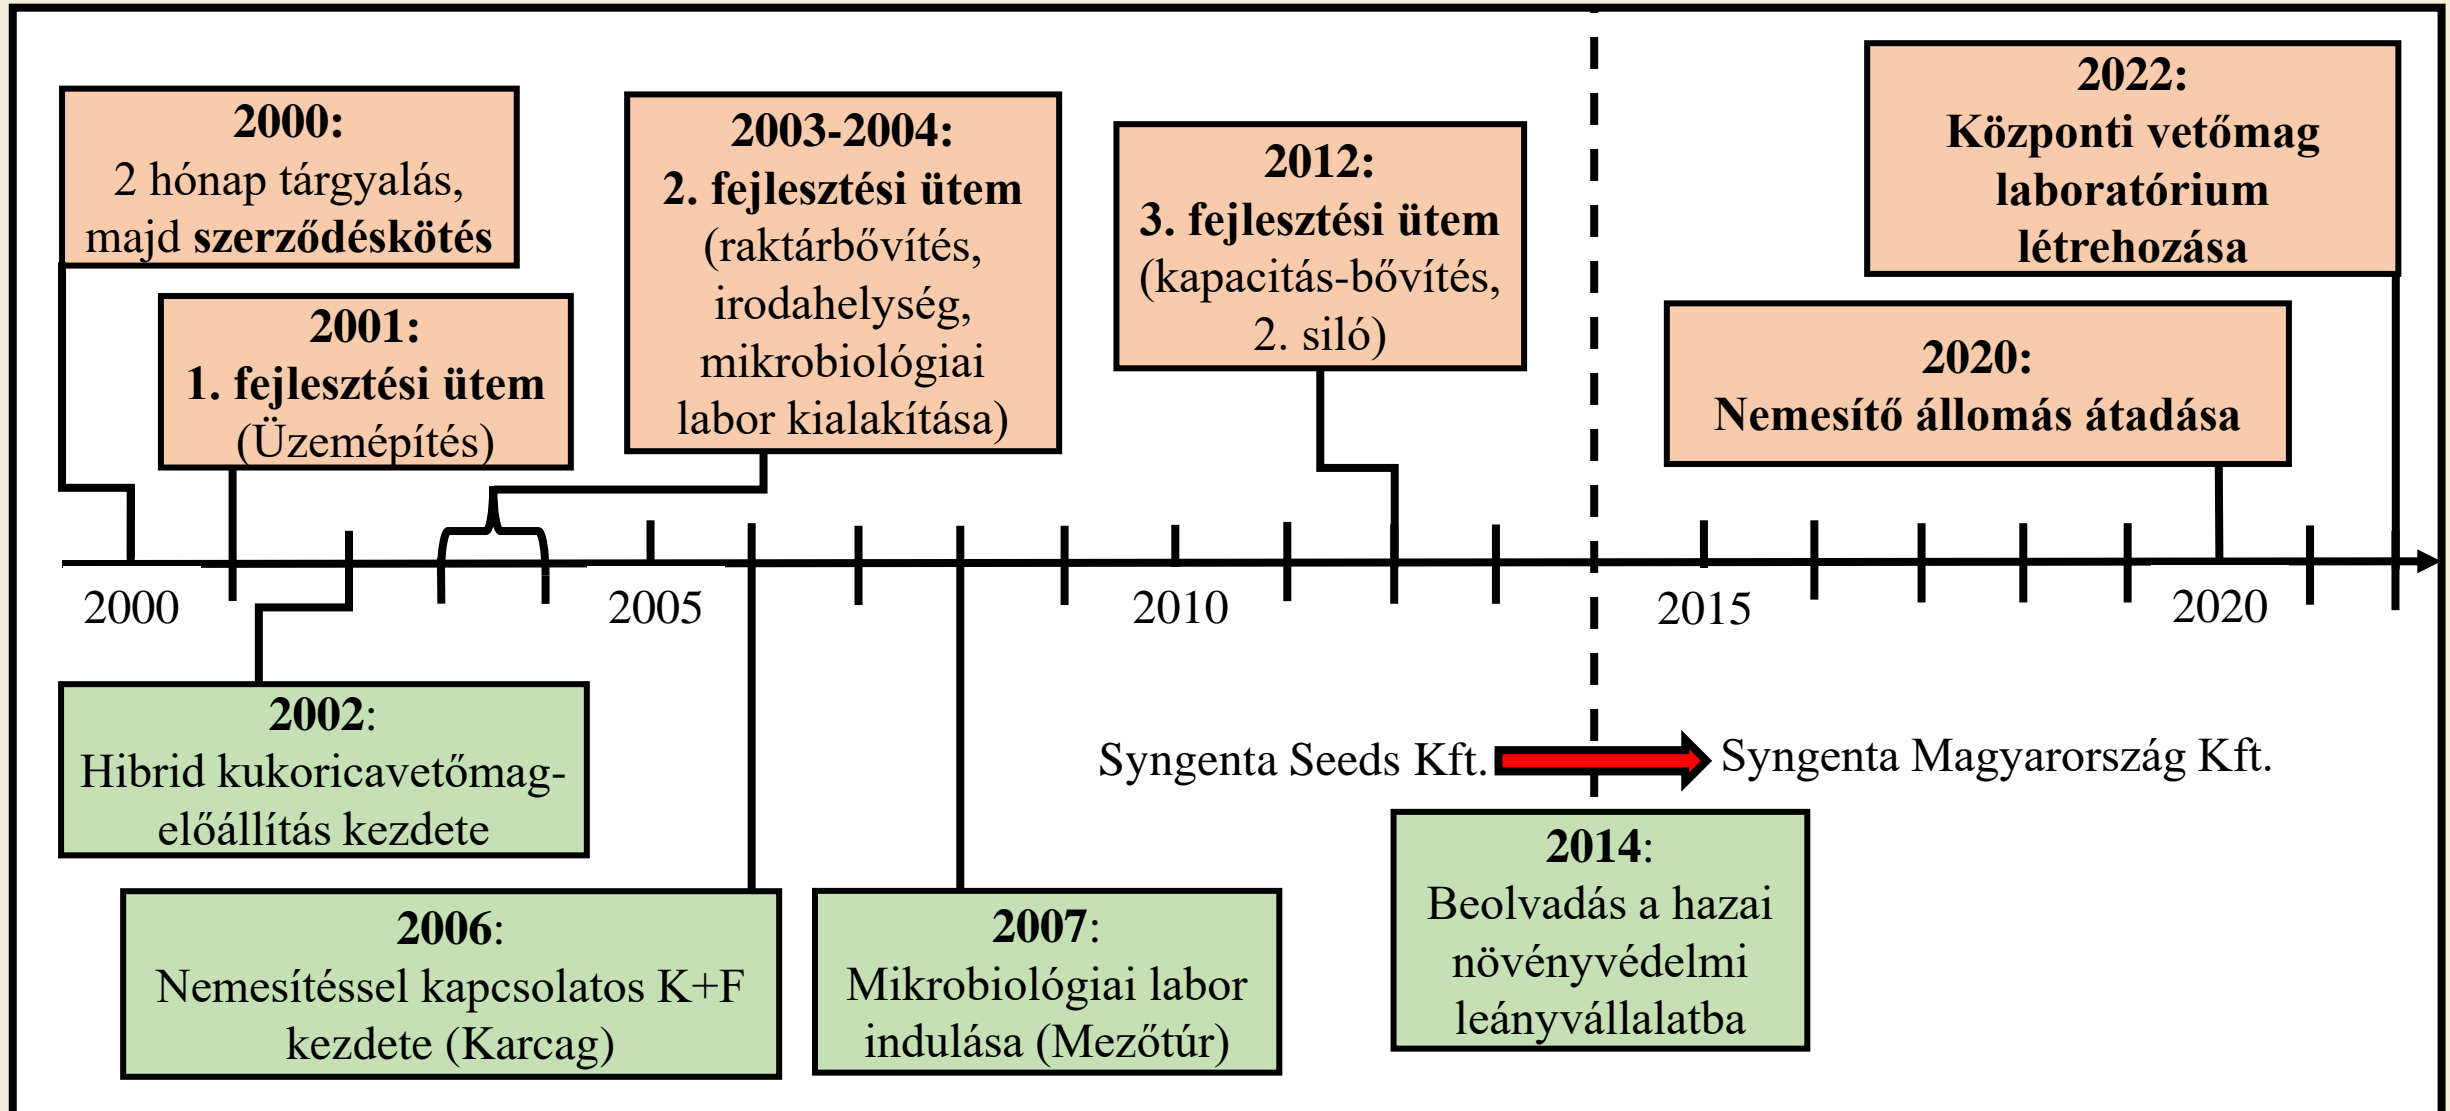 2000:
2 hónap tárgyalás,
majd szerződéskötés
2001:
1. fejlesztési ütem
(Üzemépítés)
2003-2004:
2. fejlesztési ütem
(raktárbővítés,
irodahelység,
mikrobiológiai
labor kialakítása)
2012:
3. fejlesztési ütem
(kapacitás-bővítés,
2. siló)
2022:
Központi vetőmag
laboratórium
létrehozása
2020:
Nemesítő állomás átadása
2000
2005
2010
2015
2020
2002:
Hibrid kukoricavetőmag-
előállítás kezdete
2006:
Nemesítéssel kapcsolatos K+F
kezdete (Karcag)
2007:
Mikrobiológiai labor
indulása (Mezőtúr)
Syngenta Seeds Kft.
Syngenta Magyarország Kft.
2014:
Beolvadás a hazai
növényvédelmi
leányvállalatba